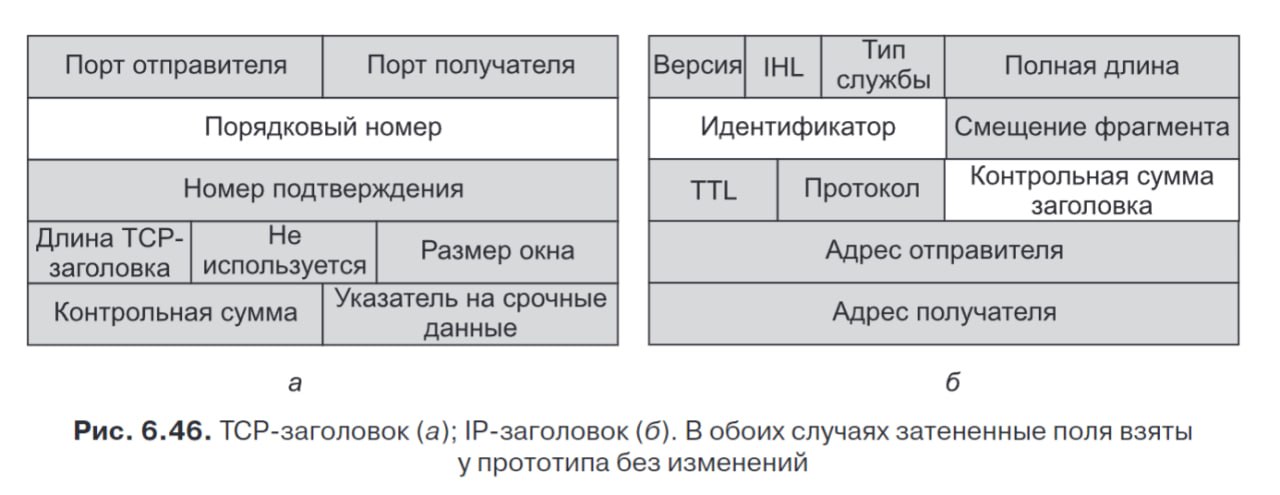 Порт отправителя
Порт получателя
Порядковый номер
Номер подтверждения
Длина TCP-
заголовка
Не
используется
Размер окна
Контрольная сумма
Указатель на срочные
данные
а
Версия
IHL
Тип
службы
Полная длина
Идентификатор
Смещение фрагмента
TTL
Протокол
Контрольная сумма
заголовка
Адрес отправителя
Адрес получателя
б
Рис. 6.46. TCP-заголовок (а); IP-заголовок (б). В обоих случаях затененные поля взяты
у прототипа без изменений